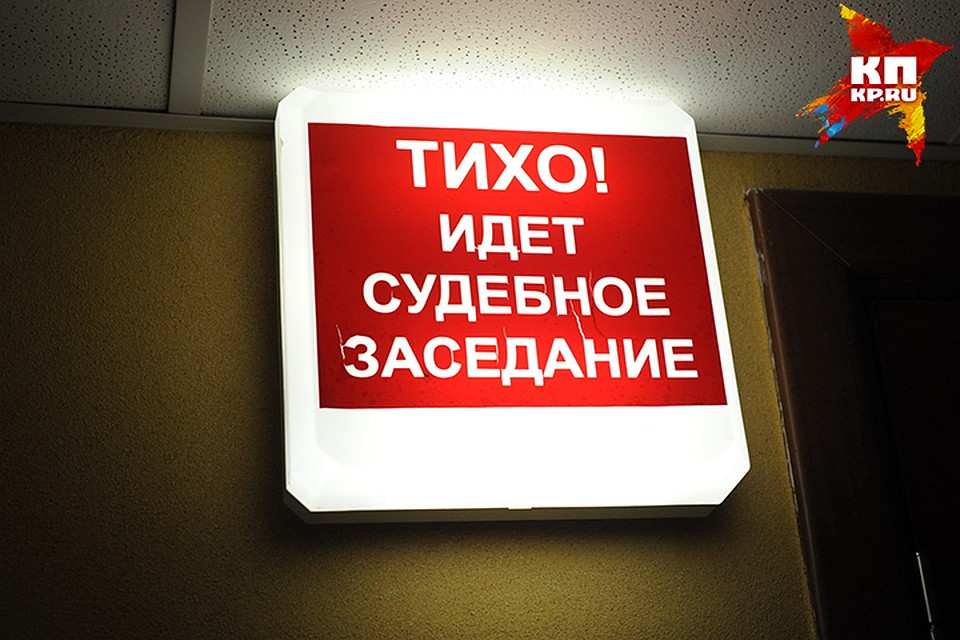 КП
KP.RU
ТИХО!
ИДЕТ
СУДЕБНОЕ
ЗАСЕДАНИЕ